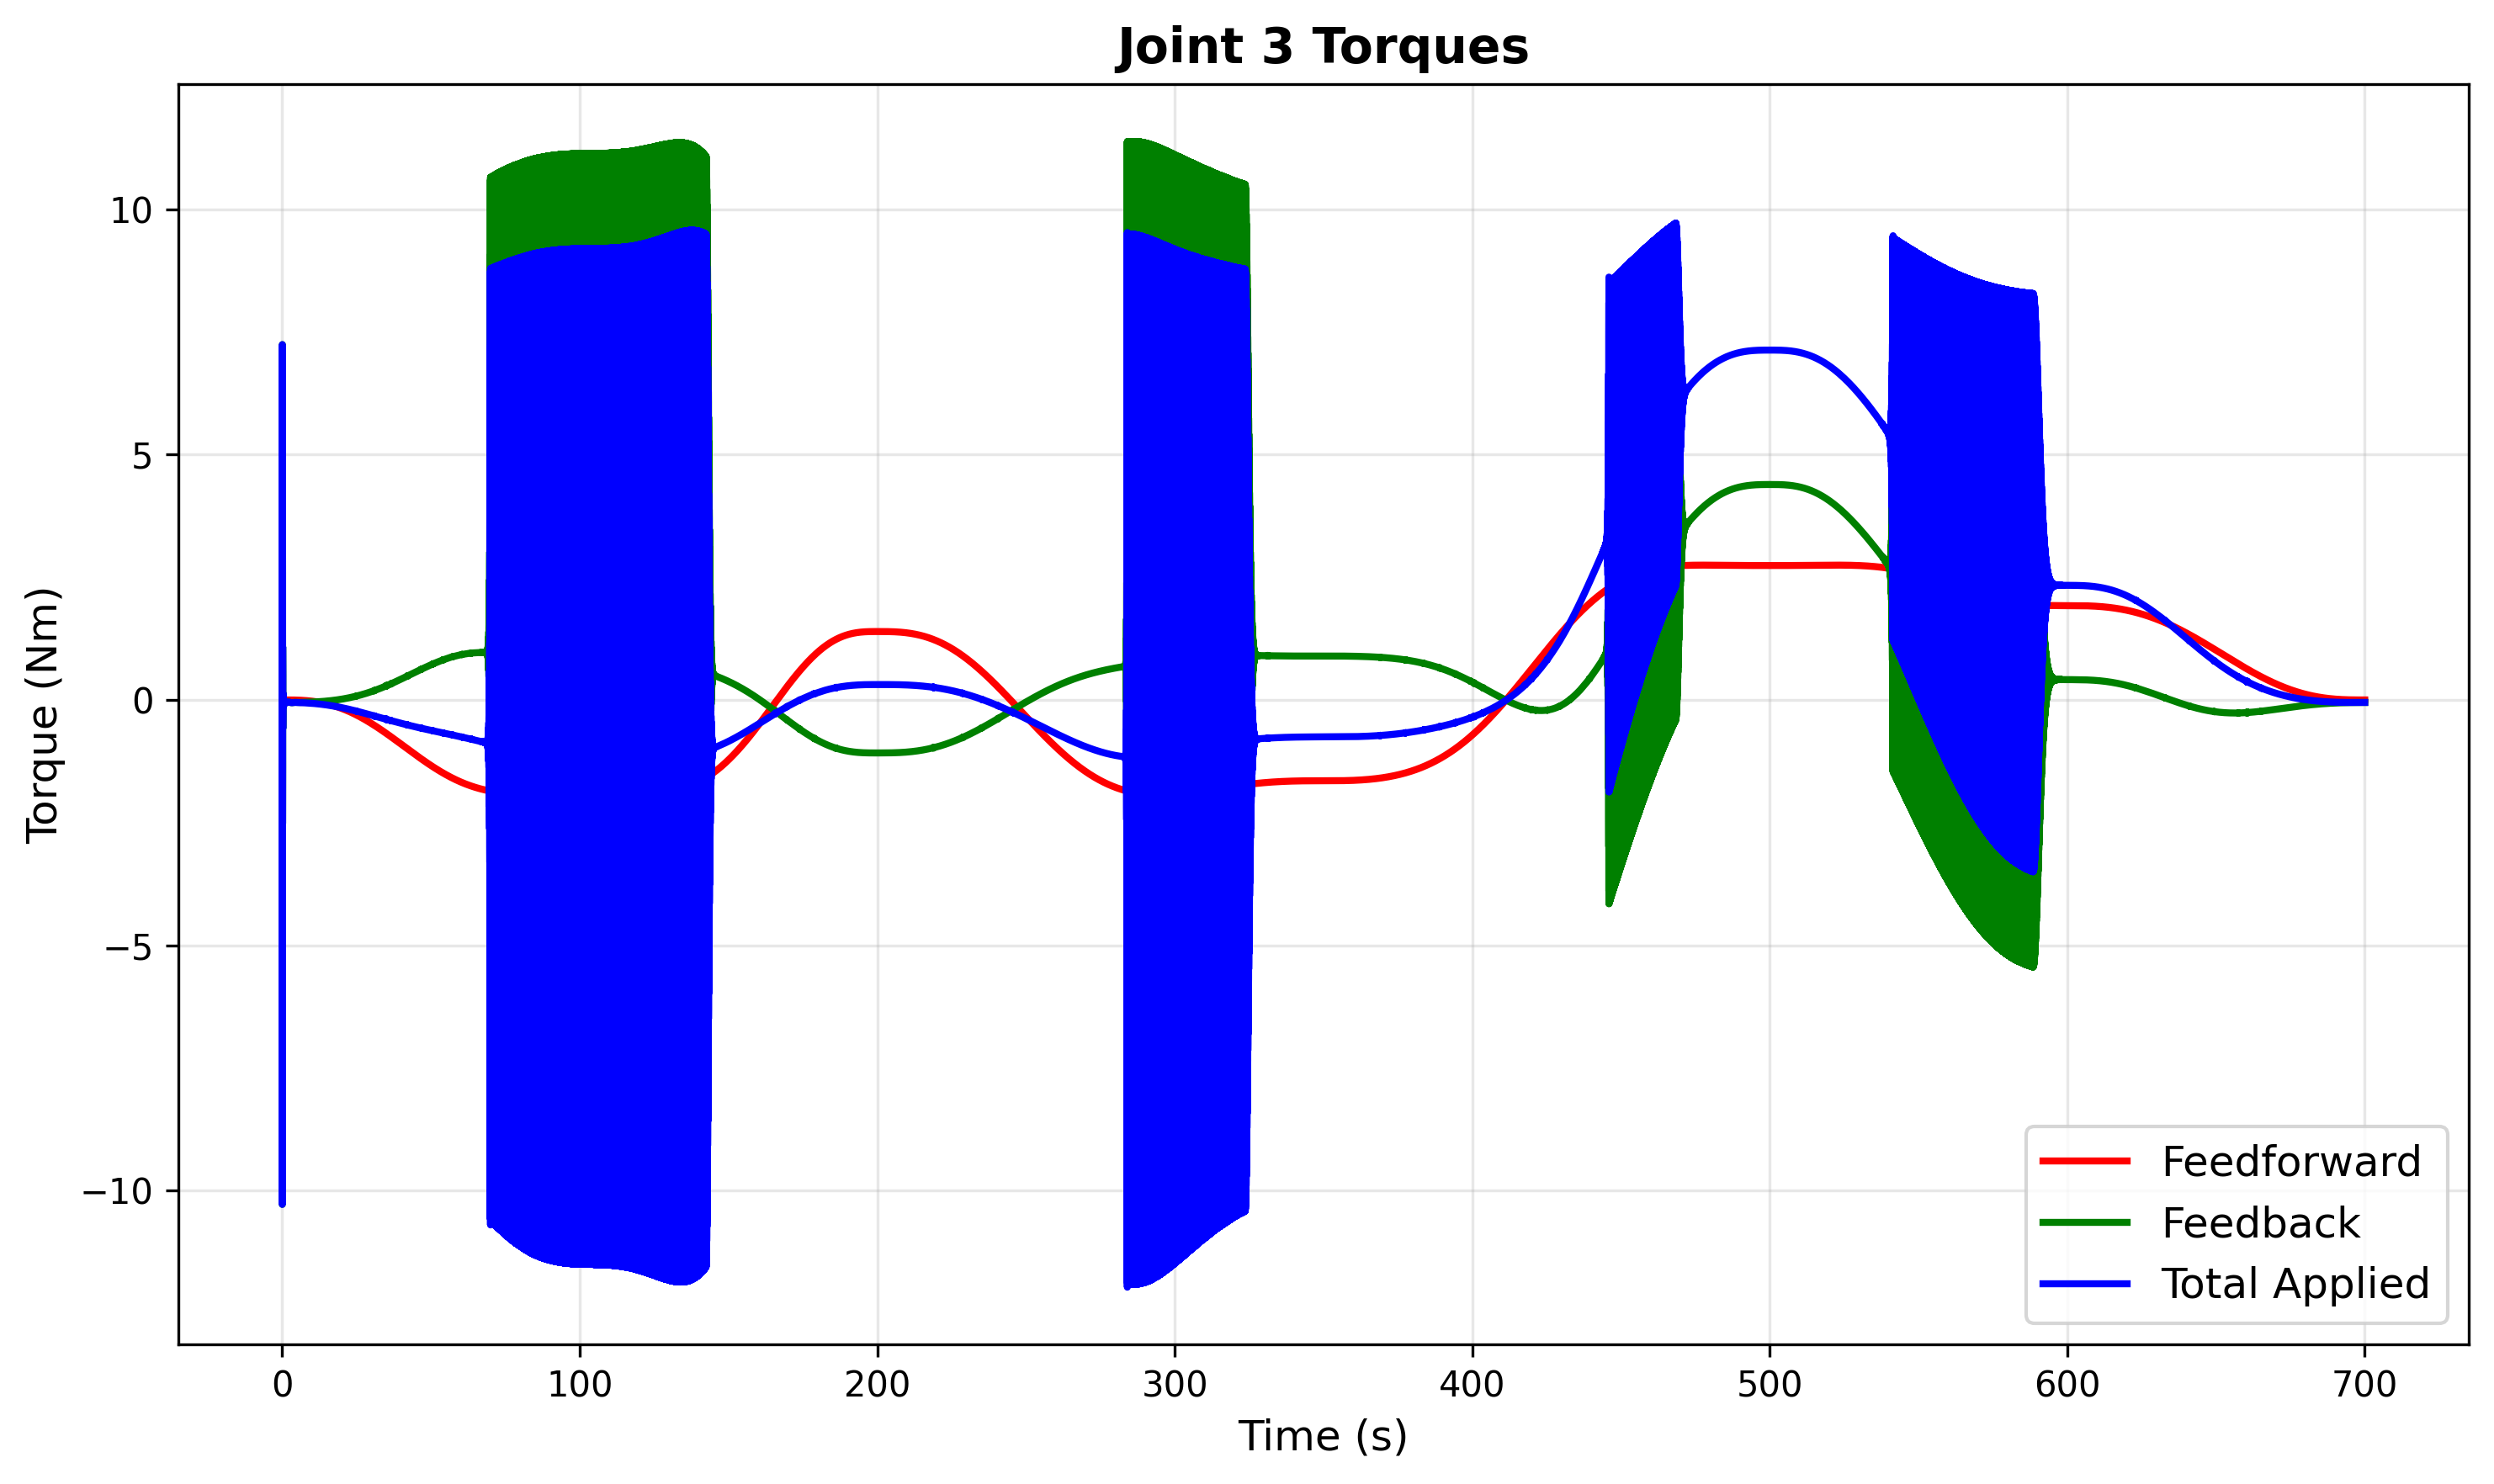 Joint 3 Torques
Torque (Nm)
10
5
0
−5
−10
0 100 200 300 400 500 600 700
Time (s)
Feedforward
Feedback
Total Applied